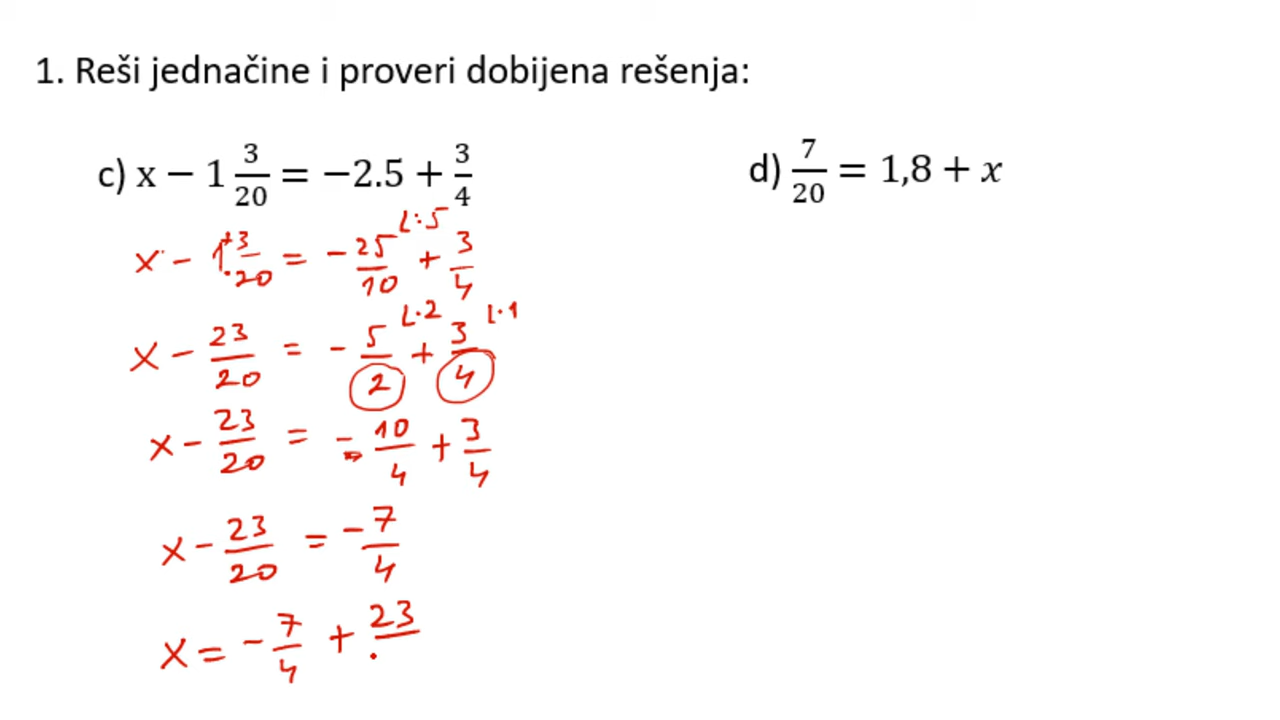 1. Reši jednačine i proveri dobijena rešenja:
c) x − 1 3/20 = −2.5 + 3/4
d) 7/20 = 1,8 + x
x − 1 3/20 = − 25/10 + 3/4
x − 23/20 = − 5/2 + 3/4
x − 23/20 = − 10/4 + 3/4
x − 23/20 = − 7/4
x = − 7/4 + 23